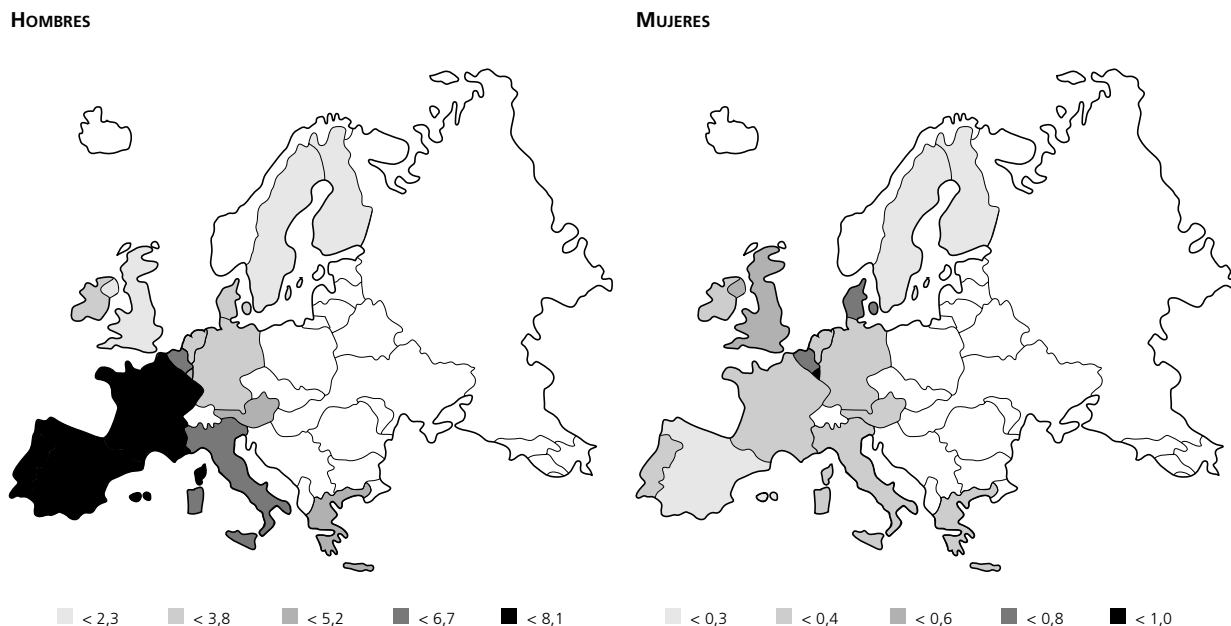 HOMBRES
MUJERES
< 2,3 < 3,8 < 5,2 < 6,7 < 8,1
< 0,3 < 0,4 < 0,6 < 0,8 < 1,0